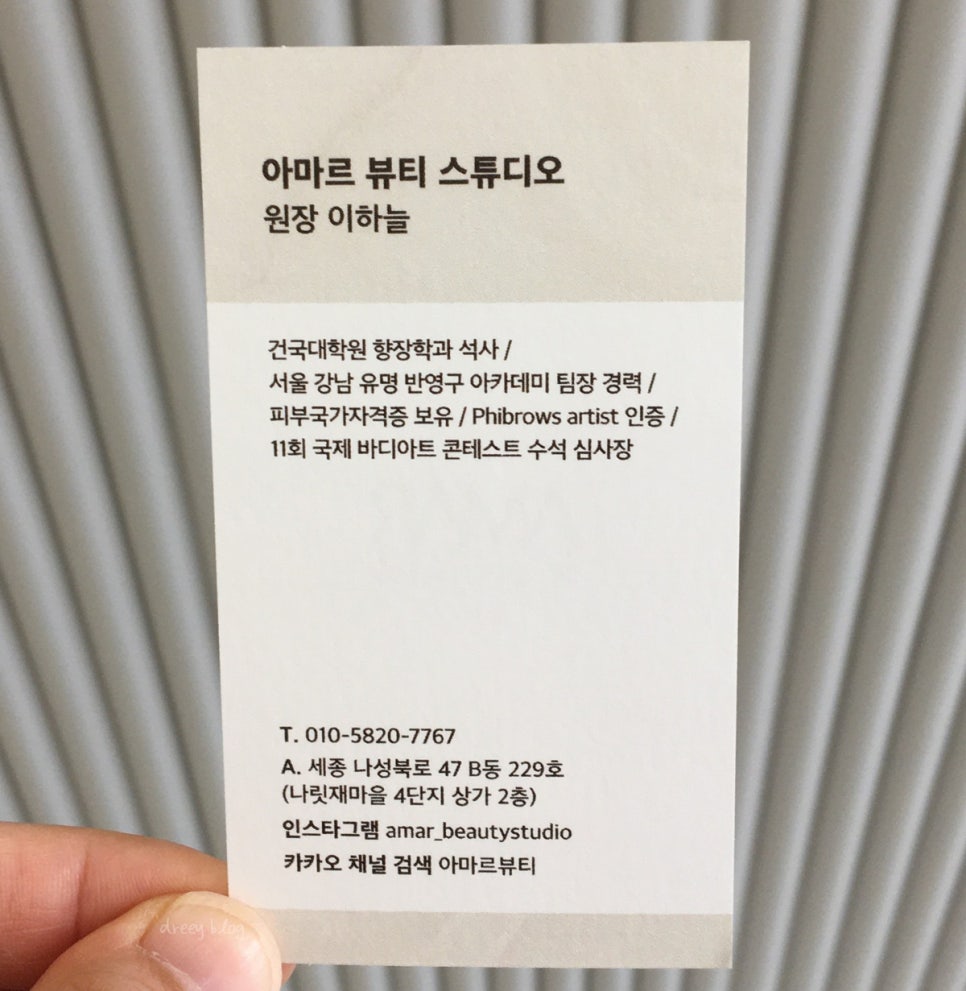 아마르 뷰티 스튜디오
원장 이하늘
건국대학원 향장학과 석사 /
서울 강남 유명 반영구 아카데미 팀장 경력 /
피부국가자격증 보유 / Phibrows artist 인증 /
11회 국제 바디아트 콘테스트 수석 심사장
T. 010-5820-7767
A. 세종 나성북로 47 B동 229호
(나릿재마을 4단지 상가 2층)
인스타그램 amar_beautystudio
카카오 채널 검색 아마르뷰티
dreey blog